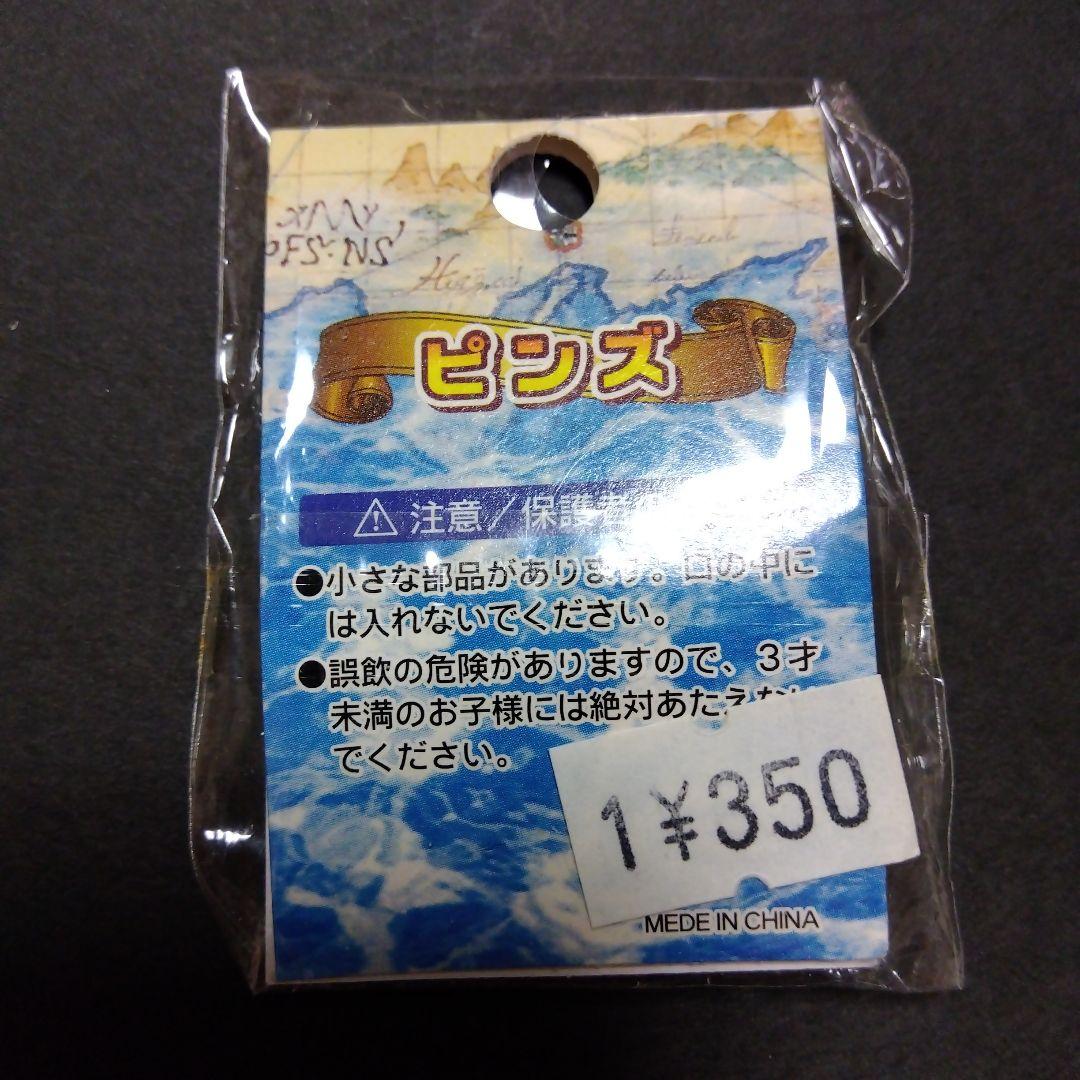 ピンズ
⚠注意／保護者
●小さな部品があります。口の中に
は入れないでください。
●誤飲の危険がありますので、３才
未満のお子様には絶対あたえない
でください。
1¥350
MEDE IN CHINA